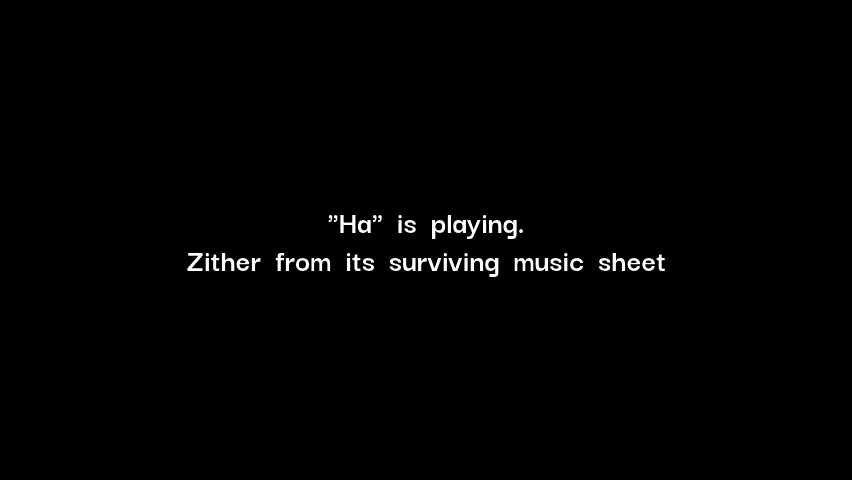 ”Ha” is playing.
Zither from its surviving music sheet